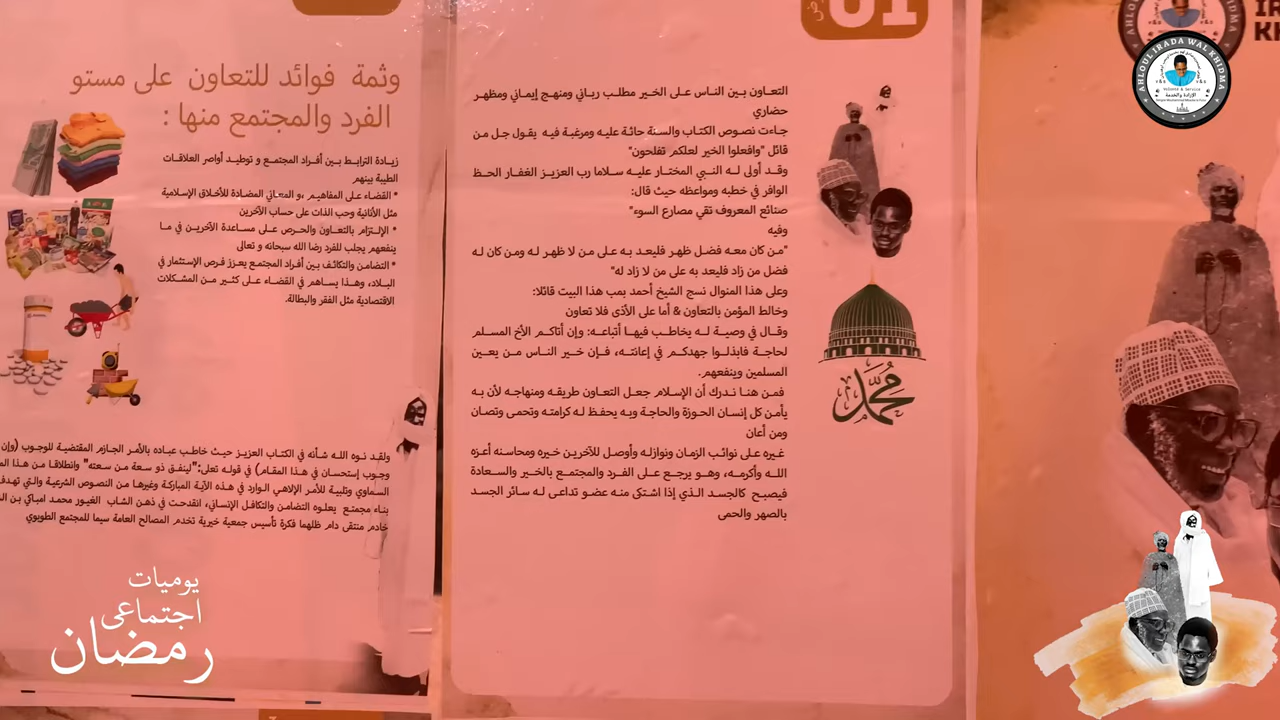 01
التعاون بين الناس على الخير مطلب رباني ومنهج إيماني ومظهر
حضاري
جاءت نصوص الكتاب والسنة حاثة عليه ومرغبة فيه يقول جل من
قائل "وافعلوا الخير لعلكم تفلحون"
وقد أولى له النبي المختار عليه سلاما رب العزيز الغفار الحظ
الوافر في خطبه ومواعظه حيث قال:
صنائع المعروف تقي مصارع السوء"
وفيه
"من كان معه فضل ظهر فليعد به على من لا ظهر له ومن كان له
فضل من زاد فليعد به على من لا زاد له"
وعلى هذا المنوال نسج الشيخ أحمد بمب هذا البيت قائلا:
وخالط المؤمن بالتعاون & أما على الأذى فلا تعاون
وقال في وصية له يخاطب فيها أتباعه: وإن أتاكم الأخ المسلم
لحاجة فابذلوا جهدكم في إعانته، فإن خير الناس من يعين
المسلمين وينفعهم.
فمن هنا ندرك أن الإسلام جعل التعاون طريقه ومنهاجه لأن به
يأمن كل إنسان الحوزة والحاجة وبه يحفظ له كرامته وتحمى وتصان
ومن أعان
غيره على نوائب الزمان ونوازله وأوصل للآخرين خيره ومحاسنه أعزه
الله وأكرمه، وهو يرجع على الفرد والمجتمع بالخير والسعادة
فيصبح كالجسد الذي إذا اشتكى منه عضو تداعى له سائر الجسد
بالصهر والحمى
محمد
وثمة فوائد للتعاون على مستو
الفرد والمجتمع منها :
زيادة الترابط بين أفراد المجتمع و توطيد أواصر العلاقات
الطيبة بينهم
* القضاء على المفاهيم ،و المعاني المضادة للأخلاق الإسلامية
مثل الأنانية وحب الذات على حساب الآخرين
* الإلتزام بالتعاون والحرص على مساعدة الآخرين في ما
ينفعهم يجلب للفرد رضا الله سبحانه و تعالى
* التضامن والتكاتف بين أفراد المجتمع يعزز فرص الإستثمار في
البلاد، وهذا يساهم في القضاء على كثير من المشكلات
الاقتصادية مثل الفقر والبطالة.
ولقد نوه الله شأنه في الكتاب العزيز حيث خاطب عباده بالأمر الجازم المقتضية للوجوب (وإن
وجوب إستحسان في هذا المقام) في قوله تعالى:"لينفق ذو سعة من سعته" وانطلاقا من هذا
السماوي وتلبية للأمر الإلاهي الوارد في هذه الآية المباركة وغيرها من النصوص الشرعية والتي تهدف
بناء مجتمع يعلوه التضامن والتكافل الإنساني، انقدحت في ذهن الشاب الغيور محمد امباكي بن
خادم منتقى دام ظلهما فكرة تأسيس جمعية خيرية تخدم المصالح العامة سيما للمجتمع الطوبوي
يوميات
اجتماعي
رمضان
AHLOUL IRADA WAL KHIDMA
Volonté & Service
الإرادة والخدمة